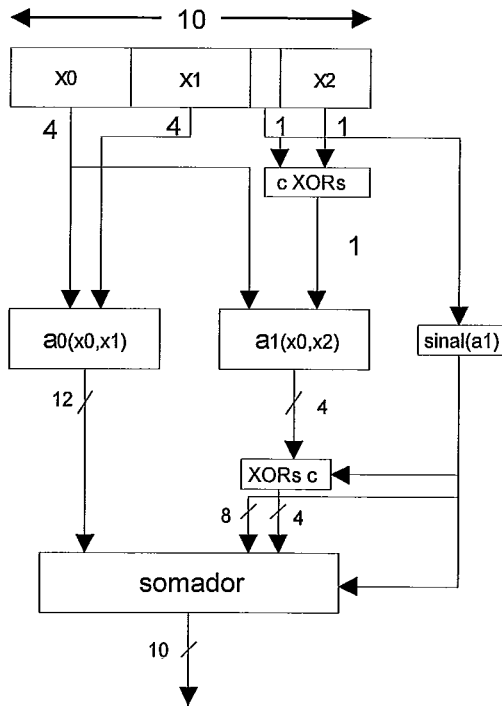 10
x0 x1 x2
4 4 1 1
c XORs
1
a0(x0,x1) a1(x0,x2) sinal(a1)
12 4
XORs c
8 4
somador
10